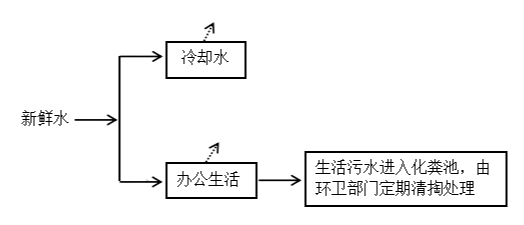 冷却水
新鲜水
办公生活
生活污水进入化粪池，由
环卫部门定期清掏处理